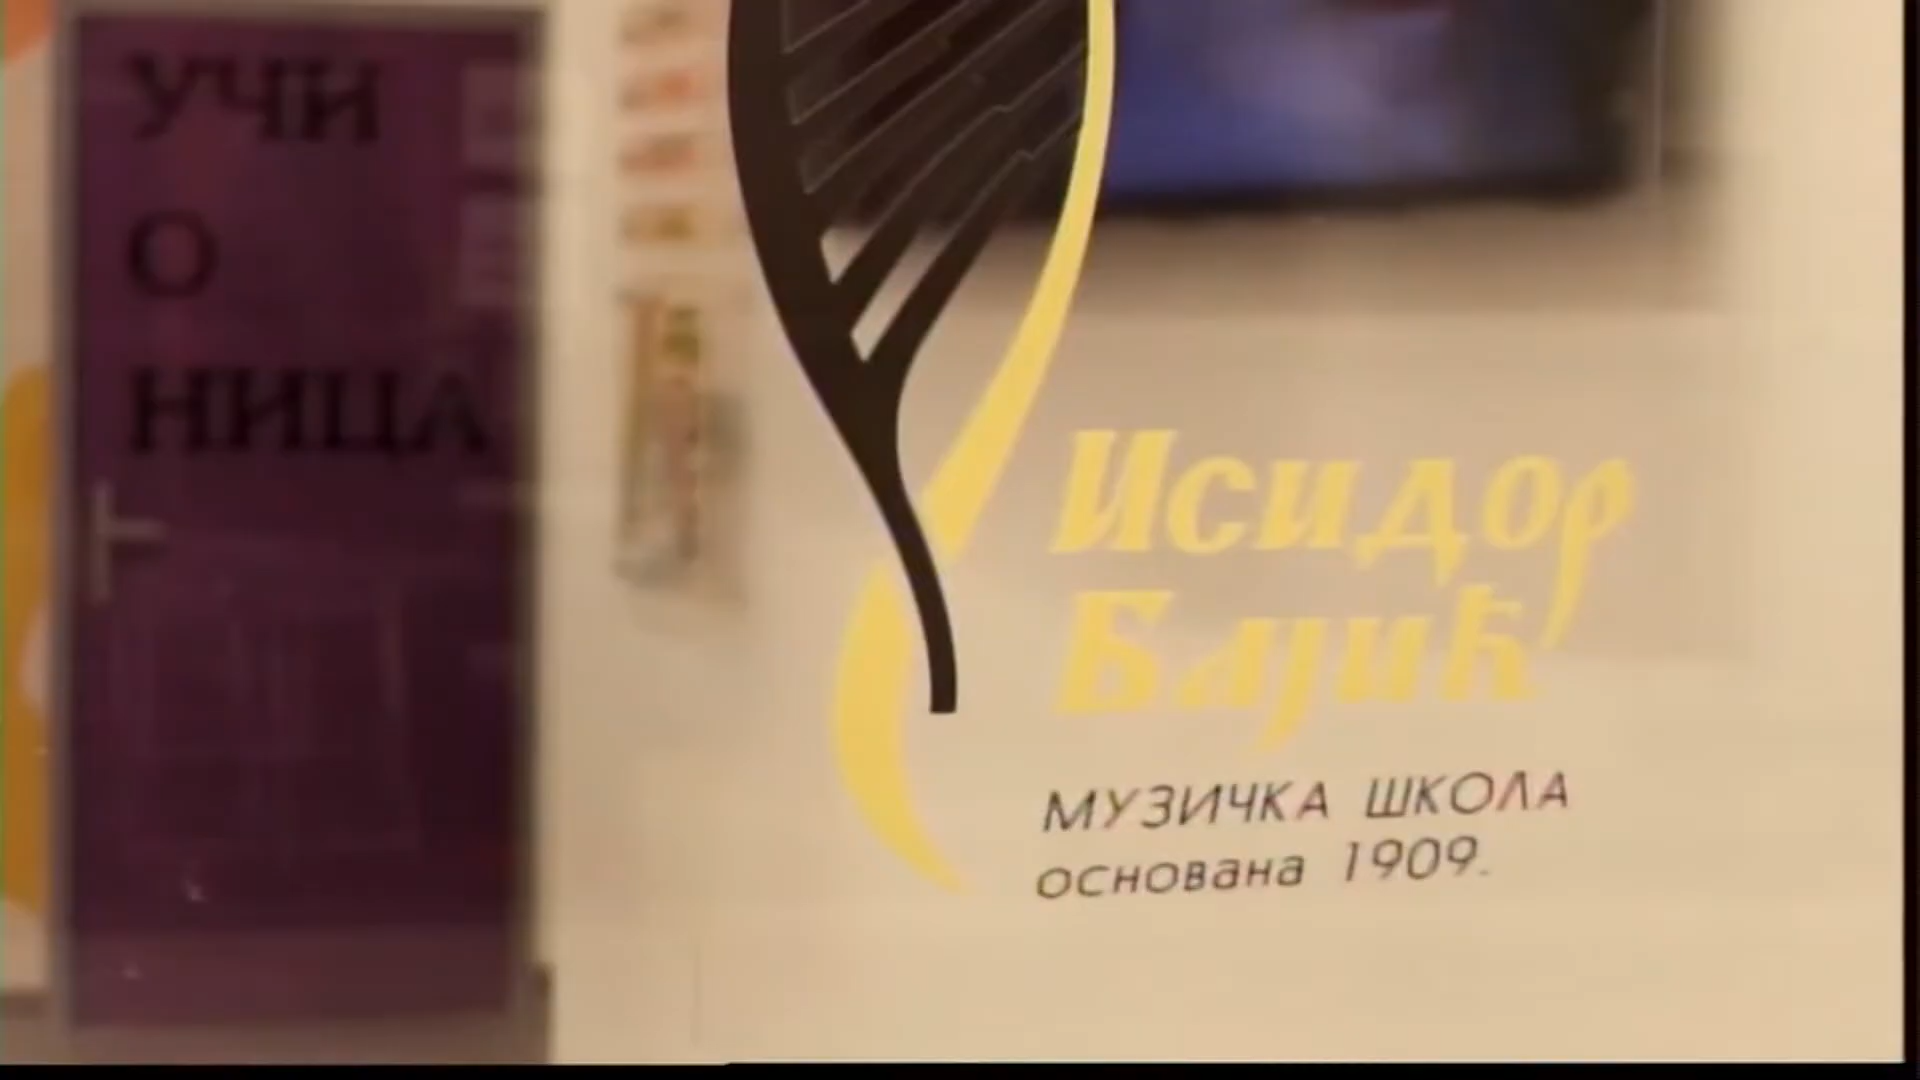 УЧИ
О
НИЦА
Исидор
Бајић
МУЗИЧКА ШКОЛА
основана 1909.